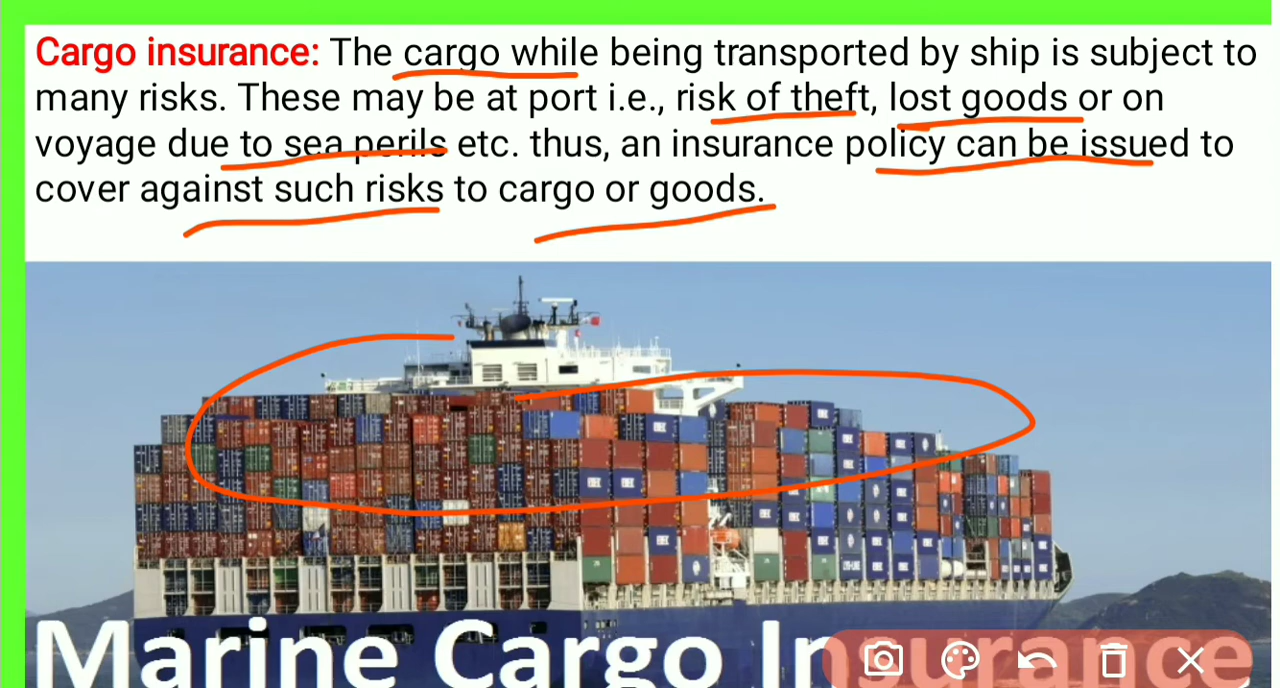 Cargo insurance: The cargo while being transported by ship is subject to
many risks. These may be at port i.e., risk of theft, lost goods or on
voyage due to sea perils etc. thus, an insurance policy can be issued to
cover against such risks to cargo or goods.
Marine Cargo Insurance